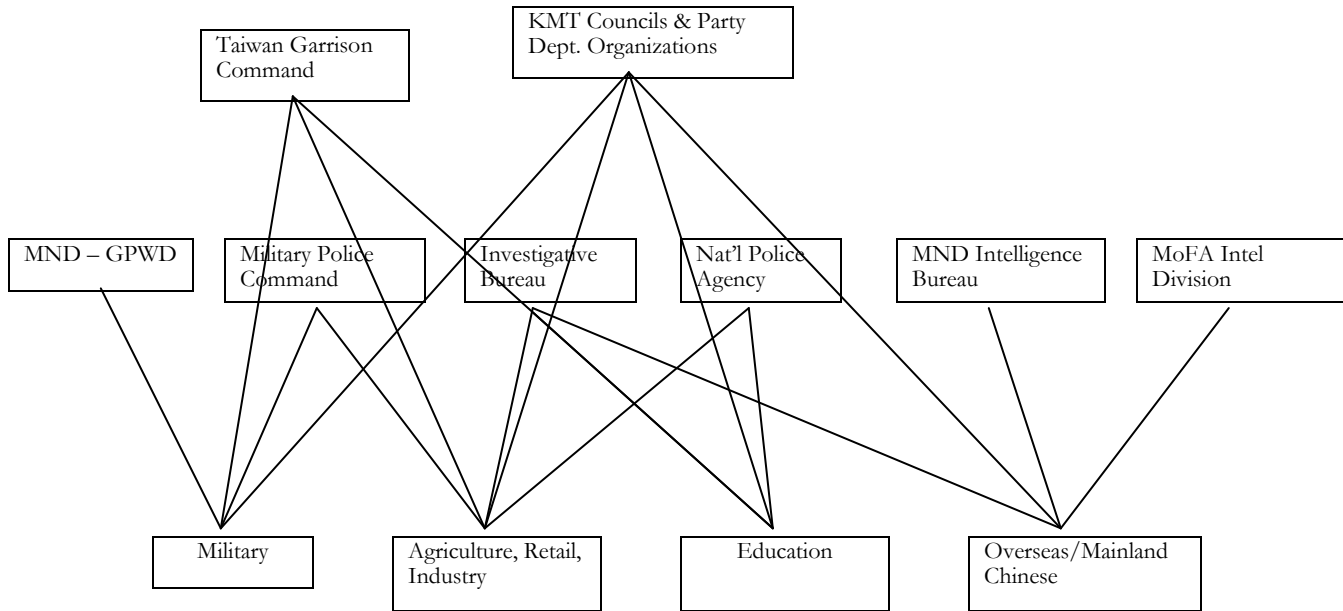 KMT Councils & Party
Dept. Organizations
Taiwan Garrison
Command
MND – GPWD
Military Police
Command
Investigative
Bureau
Nat'l Police
Agency
MND Intelligence
Bureau
MoFA Intel
Division
Military
Agriculture, Retail,
Industry
Education
Overseas/Mainland
Chinese